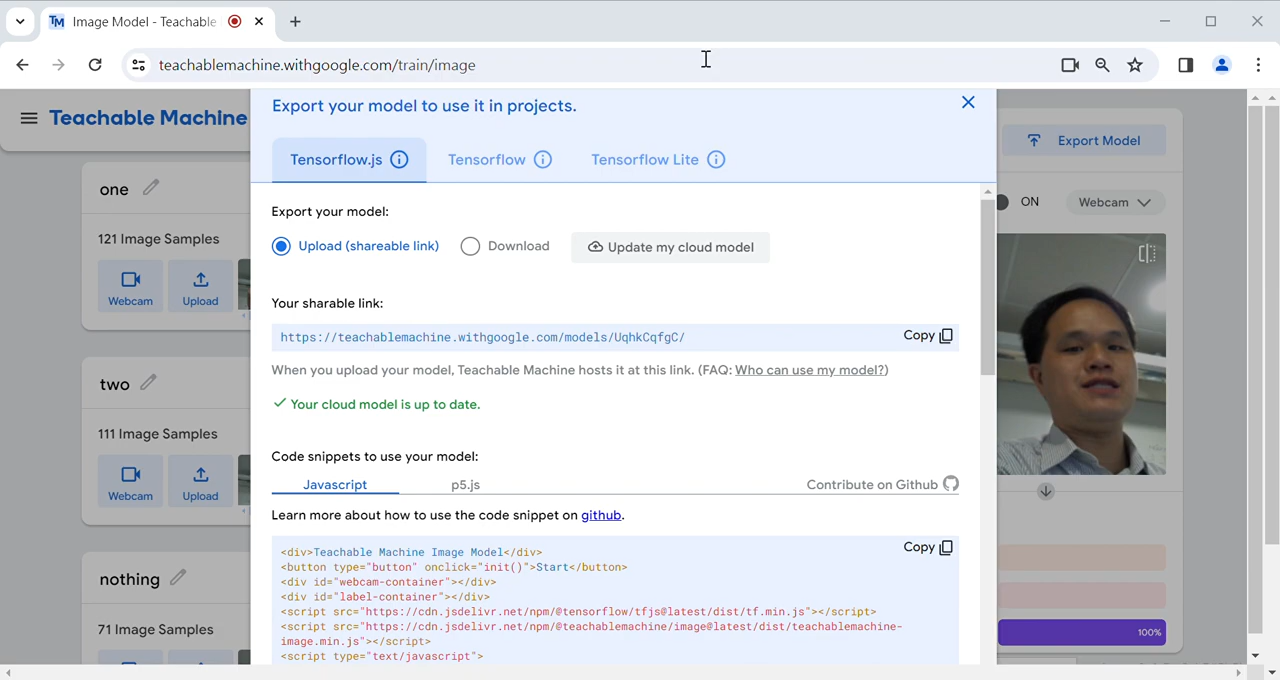 Image Model - Teachable
teachablemachine.withgoogle.com/train/image
Teachable Machine
Export your model to use it in projects.
Tensorflow.js
Tensorflow
Tensorflow Lite
Export Model
one
121 Image Samples
Webcam
Upload
two
111 Image Samples
Webcam
Upload
nothing
71 Image Samples
Export your model:
Upload (shareable link)
Download
Update my cloud model
Your sharable link:
https://teachablemachine.withgoogle.com/models/UqhkCqfgC/
Copy
When you upload your model, Teachable Machine hosts it at this link. (FAQ: Who can use my model?)
Your cloud model is up to date.
Code snippets to use your model:
Javascript
p5.js
Contribute on Github
Learn more about how to use the code snippet on github.
Copy
<div>Teachable Machine Image Model</div>
<button type="button" onclick="init()">Start</button>
<div id="webcam-container"></div>
<div id="label-container"></div>
<script src="https://cdn.jsdelivr.net/npm/@tensorflow/tfjs@latest/dist/tf.min.js"></script>
<script src="https://cdn.jsdelivr.net/npm/@teachablemachine/image@latest/dist/teachablemachine-
image.min.js"></script>
<script type="text/javascript">
ON
Webcam
100%